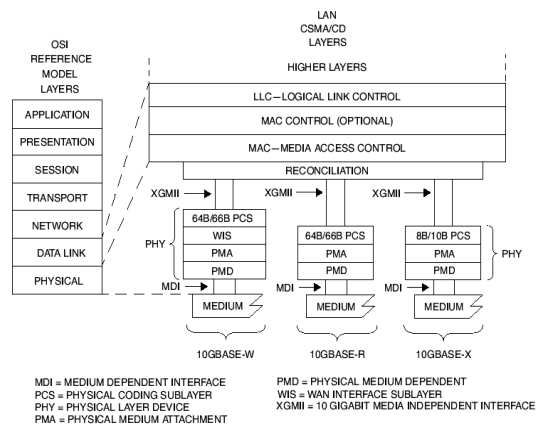 LAN
CSMA/CD
LAYERS
OSI
REFERENCE
MODEL
LAYERS
HIGHER LAYERS
APPLICATION
PRESENTATION
SESSION
TRANSPORT
NETWORK
DATA LINK
PHYSICAL
LLC—LOGICAL LINK CONTROL
MAC CONTROL (OPTIONAL)
MAC—MEDIA ACCESS CONTROL
RECONCILIATION
XGMII
XGMII
XGMII
PHY
64B/66B PCS
WIS
PMA
PMD
64B/66B PCS
PMA
PMD
8B/10B PCS
PMA
PMD
PHY
MDI
MDI
MDI
MEDIUM
MEDIUM
MEDIUM
10GBASE-W
10GBASE-R
10GBASE-X
MDI = MEDIUM DEPENDENT INTERFACE
PCS = PHYSICAL CODING SUBLAYER
PHY = PHYSICAL LAYER DEVICE
PMA = PHYSICAL MEDIUM ATTACHMENT
PMD = PHYSICAL MEDIUM DEPENDENT
WIS = WAN INTERFACE SUBLAYER
XGMII = 10 GIGABIT MEDIA INDEPENDENT INTERFACE